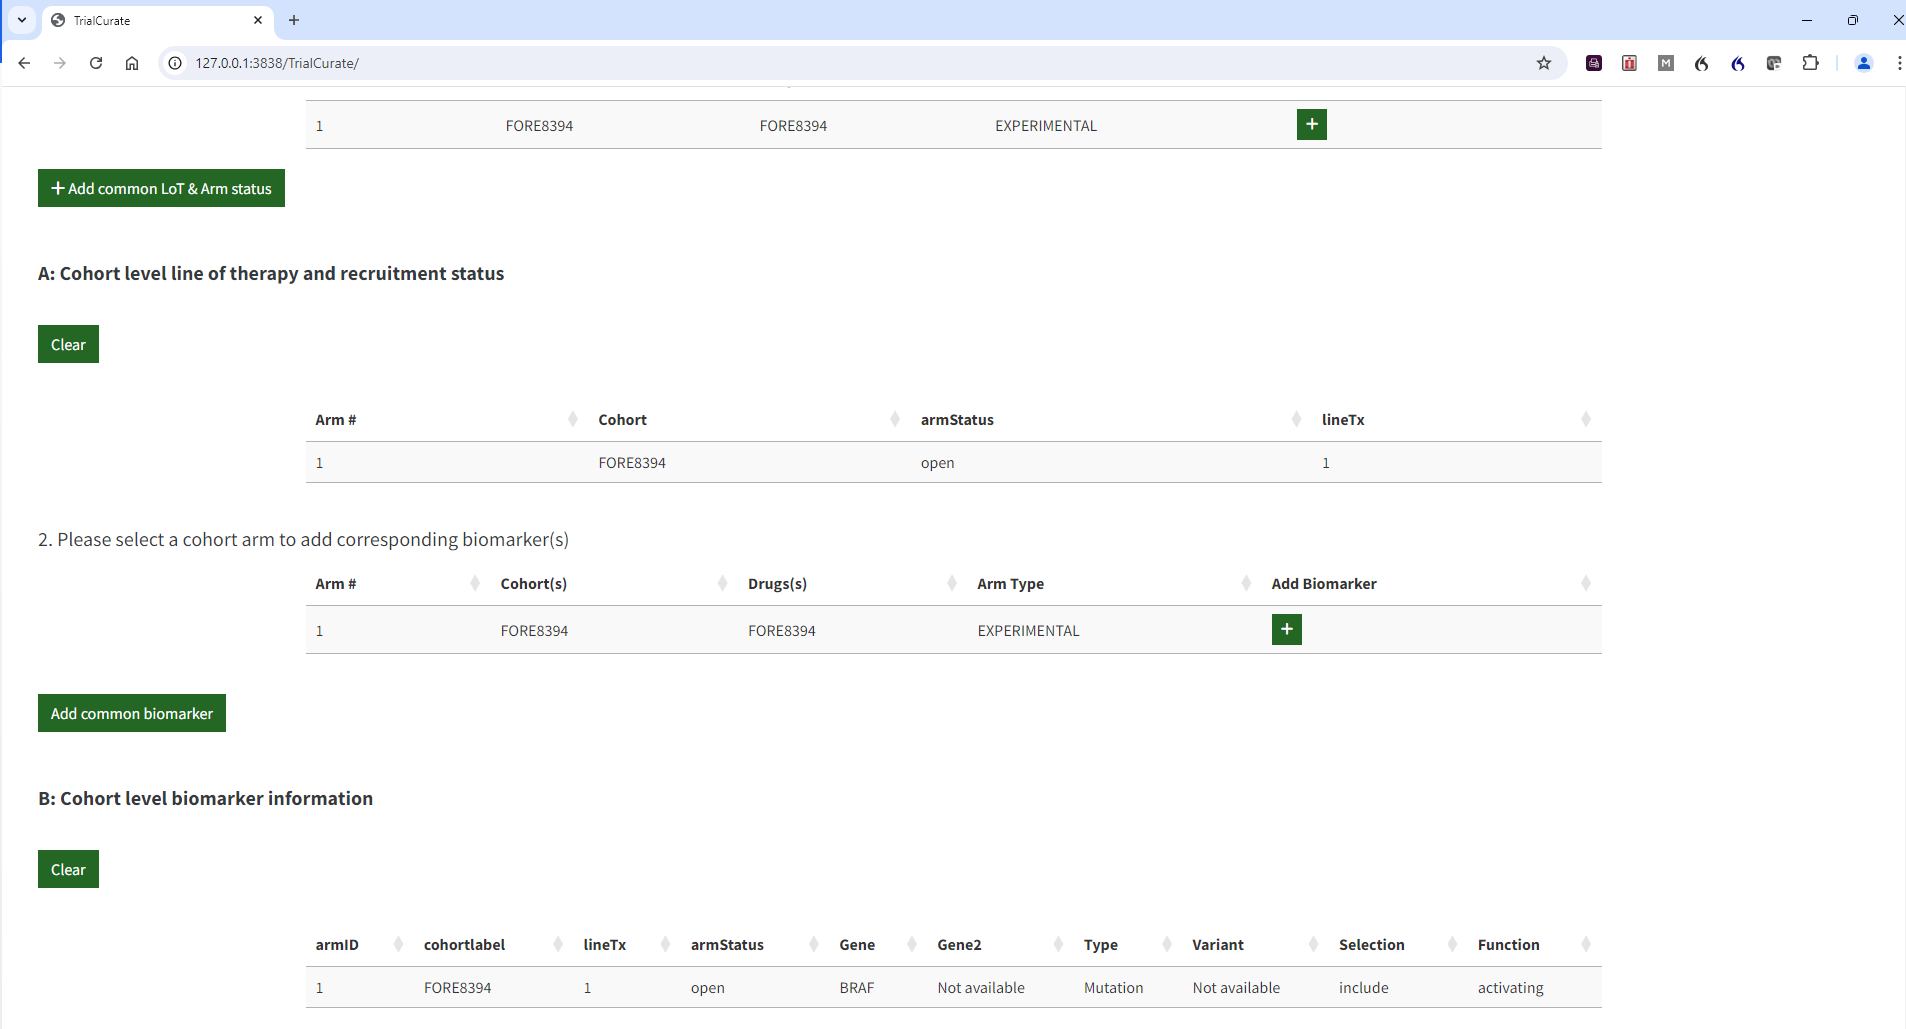 TrialCurate
127.0.0.1:3838/TrialCurate/
1 FORE8394 FORE8394 EXPERIMENTAL +
+ Add common LoT & Arm status
A: Cohort level line of therapy and recruitment status
Clear
Arm # Cohort armStatus lineTx
1 FORE8394 open 1
2. Please select a cohort arm to add corresponding biomarker(s)
Arm # Cohort(s) Drugs(s) Arm Type Add Biomarker
1 FORE8394 FORE8394 EXPERIMENTAL +
Add common biomarker
B: Cohort level biomarker information
Clear
armID cohortlabel lineTx armStatus Gene Gene2 Type Variant Selection Function
1 FORE8394 1 open BRAF Not available Mutation Not available include activating